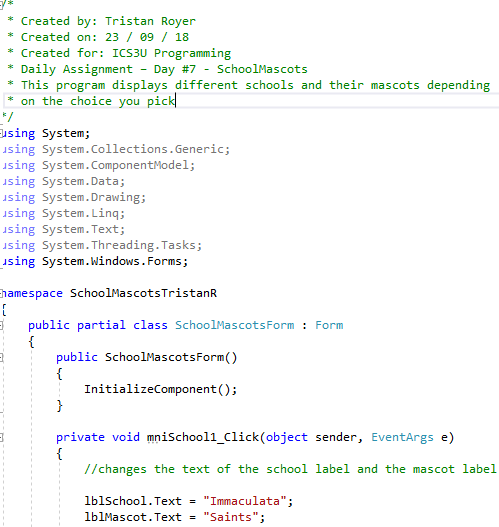 /*
 * Created by: Tristan Royer
 * Created on: 23 / 09 / 18
 * Created for: ICS3U Programming
 * Daily Assignment – Day #7 - SchoolMascots
 * This program displays different schools and their mascots depending
 * on the choice you pick
*/
using System;
using System.Collections.Generic;
using System.ComponentModel;
using System.Data;
using System.Drawing;
using System.Linq;
using System.Text;
using System.Threading.Tasks;
using System.Windows.Forms;

namespace SchoolMascotsTristanR
{
    public partial class SchoolMascotsForm : Form
    {
        public SchoolMascotsForm()
        {
            InitializeComponent();
        }

        private void mniSchool1_Click(object sender, EventArgs e)
        {
            //changes the text of the school label and the mascot label

            lblSchool.Text = "Immaculata";
            lblMascot.Text = "Saints";